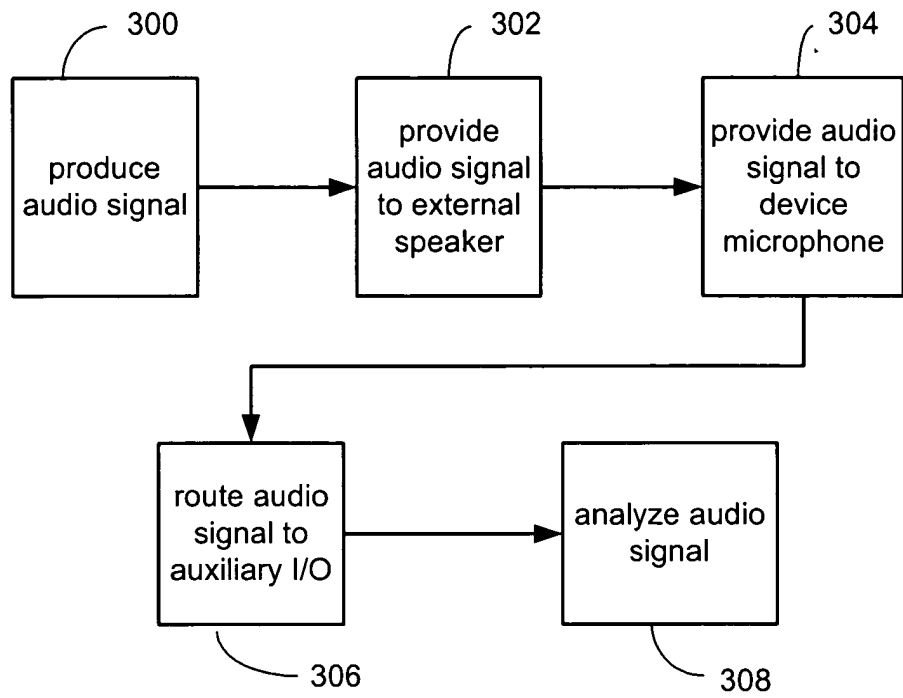 300
302
304
produce
audio signal
provide
audio signal
to external
speaker
provide audio
signal to
device
microphone
route audio
signal to
auxiliary I/O
analyze audio
signal
306
308